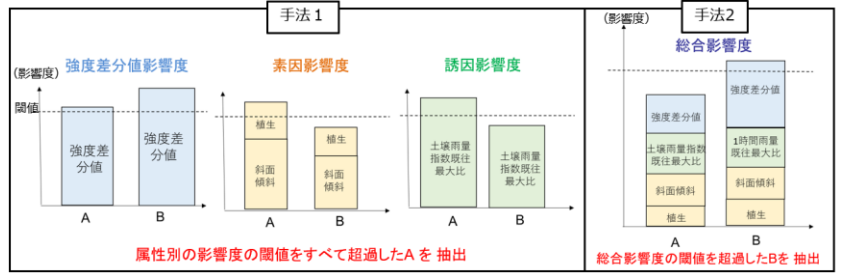 手法1
手法2
(影響度)
強度差分値影響度
素因影響度
誘因影響度
総合影響度
(影響度)
閾値
強度差
分値
強度差
分値
A
B
植生
斜面
傾斜
植生
斜面
傾斜
A
B
土壌雨量
指数既往
最大比
土壌雨量
指数既往
最大比
A
B
強度差分値
土壌雨量指数
既往最大比
斜面傾斜
植生
強度差分値
1時間雨量
既往最大比
斜面傾斜
植生
A
B
属性別の影響度の閾値をすべて超過したA を 抽出
総合影響度の閾値を超過したBを 抽出